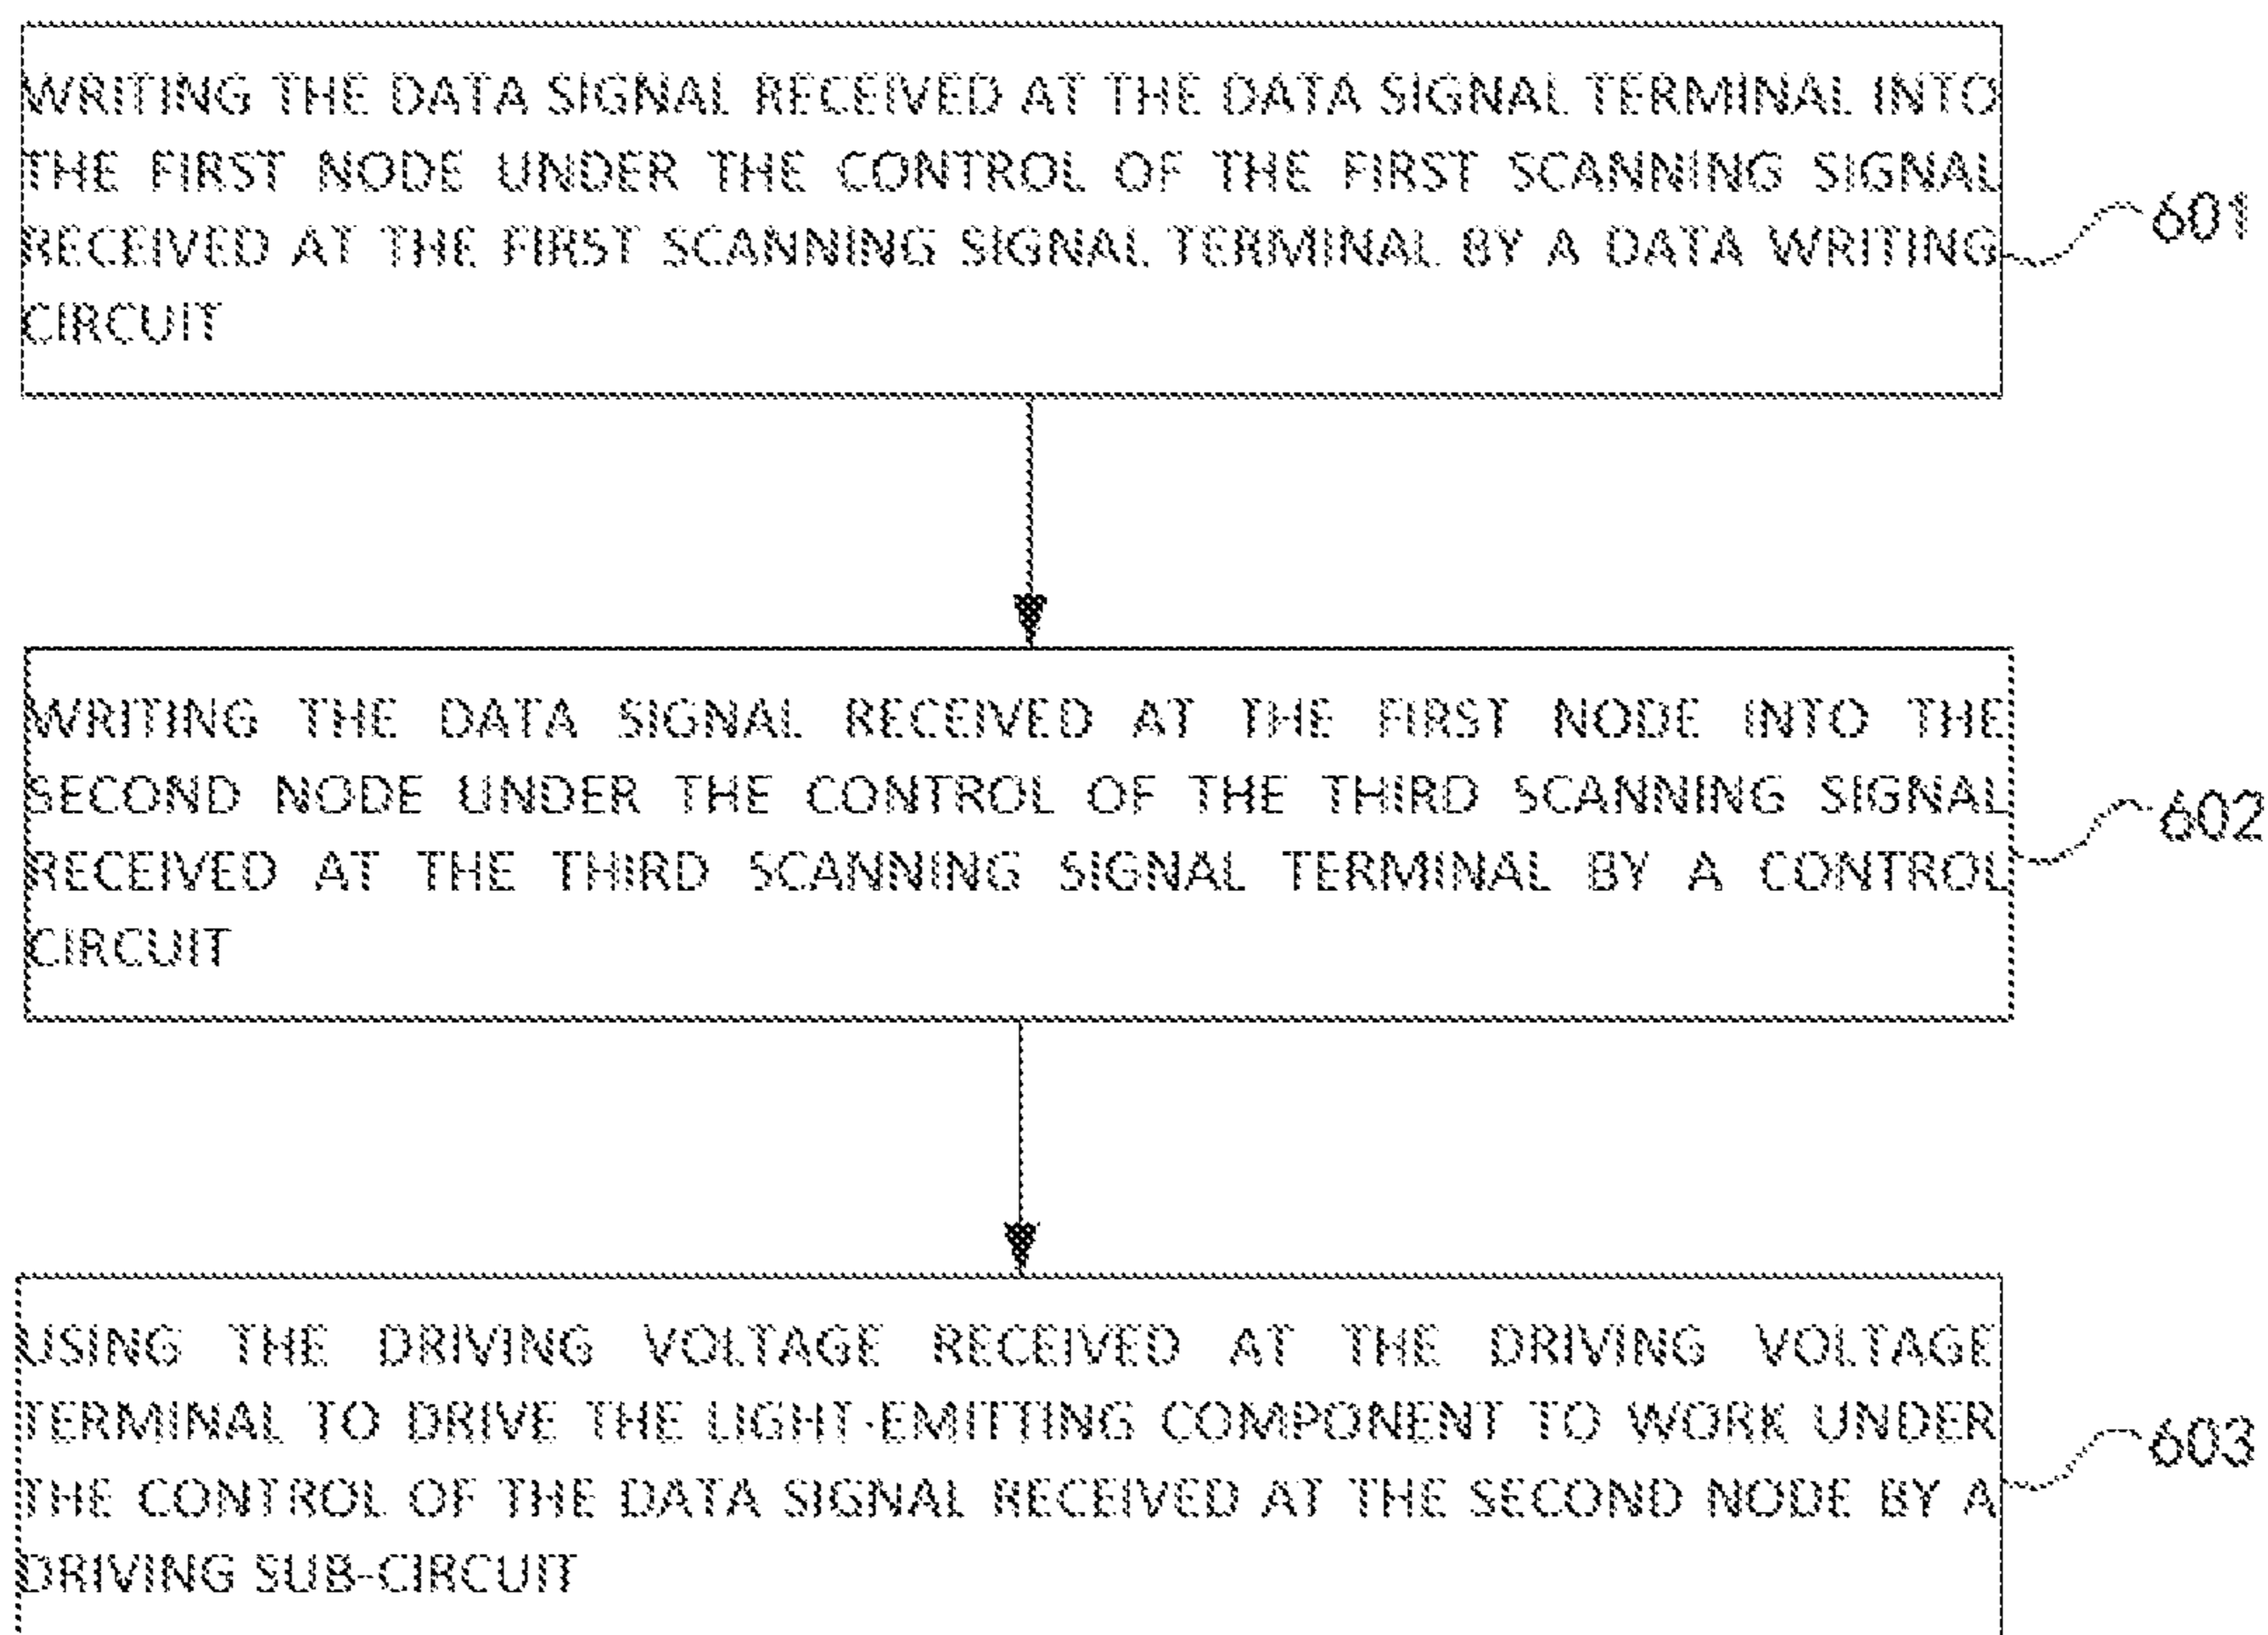 WRITING THE DATA SIGNAL RECEIVED AT THE DATA SIGNAL TERMINAL INTO
THE FIRST NODE UNDER THE CONTROL OF THE FIRST SCANNING SIGNAL
RECEIVED AT THE FIRST SCANNING SIGNAL TERMINAL BY A DATA WRITING
CIRCUIT
601
WRITING THE DATA SIGNAL RECEIVED AT THE FIRST NODE INTO THE
SECOND NODE UNDER THE CONTROL OF THE THIRD SCANNING SIGNAL
RECEIVED AT THE THIRD SCANNING SIGNAL TERMINAL BY A CONTROL
CIRCUIT
602
USING THE DRIVING VOLTAGE RECEIVED AT THE DRIVING VOLTAGE
TERMINAL TO DRIVE THE LIGHT-EMITTING COMPONENT TO WORK UNDER
THE CONTROL OF THE DATA SIGNAL RECEIVED AT THE SECOND NODE BY A
DRIVING SUB-CIRCUIT
603